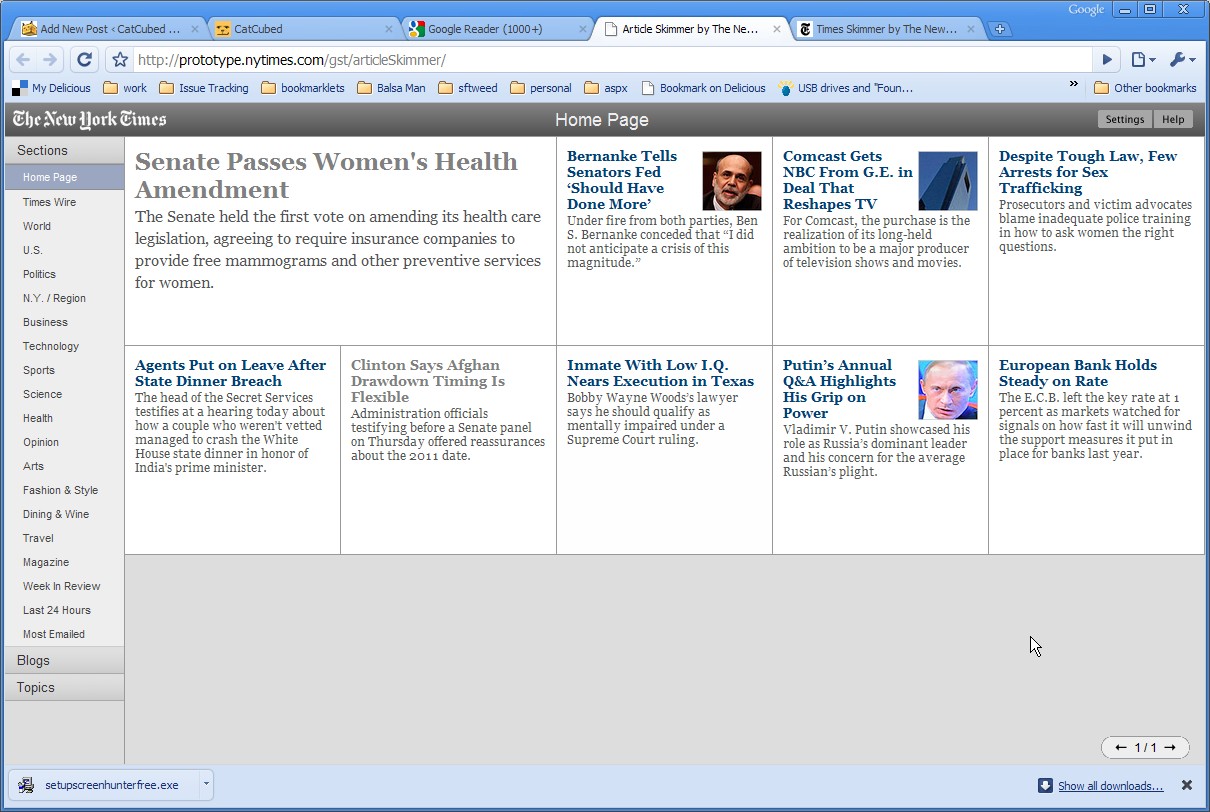 Google
Add New Post ‹ CatCubed ...
CatCubed
Google Reader (1000+)
Article Skimmer by The Ne...
Times Skimmer by The New...
http://prototype.nytimes.com/gst/articleSkimmer/
My Delicious
work
Issue Tracking
bookmarklets
Balsa Man
sftweed
personal
aspx
Bookmark on Delicious
USB drives and "Foun...
»
Other bookmarks
The New York Times
Home Page
Settings
Help
Sections
Home Page
Times Wire
World
U.S.
Politics
N.Y. / Region
Business
Technology
Sports
Science
Health
Opinion
Arts
Fashion & Style
Dining & Wine
Travel
Magazine
Week In Review
Last 24 Hours
Most Emailed
Blogs
Topics
Senate Passes Women's Health
Amendment
The Senate held the first vote on amending its health care
legislation, agreeing to require insurance companies to
provide free mammograms and other preventive services
for women.
Bernanke Tells
Senators Fed
‘Should Have
Done More’
Under fire from both parties, Ben
S. Bernanke conceded that “I did
not anticipate a crisis of this
magnitude.”
Comcast Gets
NBC From G.E. in
Deal That
Reshapes TV
For Comcast, the purchase is the
realization of its long-held
ambition to be a major producer
of television shows and movies.
Despite Tough Law, Few
Arrests for Sex
Trafficking
Prosecutors and victim advocates
blame inadequate police training
in how to ask women the right
questions.
Agents Put on Leave After
State Dinner Breach
The head of the Secret Services
testifies at a hearing today about
how a couple who weren't vetted
managed to crash the White
House state dinner in honor of
India's prime minister.
Clinton Says Afghan
Drawdown Timing Is
Flexible
Administration officials
testifying before a Senate panel
on Thursday offered reassurances
about the 2011 date.
Inmate With Low I.Q.
Nears Execution in Texas
Bobby Wayne Woods’s lawyer
says he should qualify as
mentally impaired under a
Supreme Court ruling.
Putin’s Annual
Q&A Highlights
His Grip on
Power
Vladimir V. Putin showcased his
role as Russia’s dominant leader
and his concern for the average
Russian’s plight.
European Bank Holds
Steady on Rate
The E.C.B. left the key rate at 1
percent as markets watched for
signals on how fast it will unwind
the support measures it put in
place for banks last year.
← 1 / 1 →
setupscreenhunterfree.exe
Show all downloads...